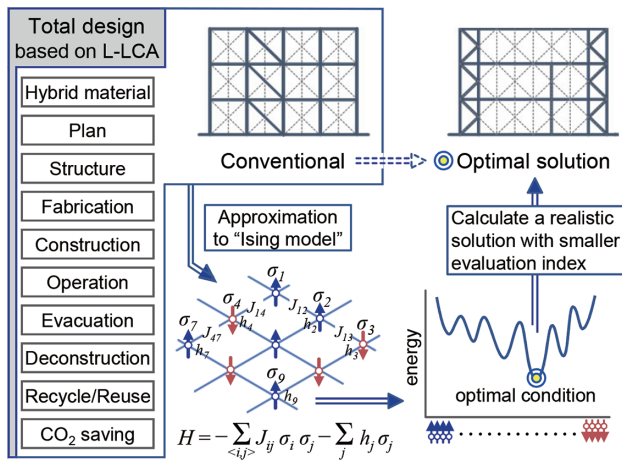 Total design
based on L-LCA
Hybrid material
Plan
Structure
Fabrication
Construction
Operation
Evacuation
Deconstruction
Recycle/Reuse
CO₂ saving
Conventional
Optimal solution
Approximation
to “Ising model”
Calculate a realistic
solution with smaller
evaluation index
σ1
σ4 J14 J12 σ2
σ7 J47 h4 h2 J13 σ3
h7 h3
σ9
h9
energy
optimal condition
H = − ∑<i,j> Jij σi σj − ∑j hj σj